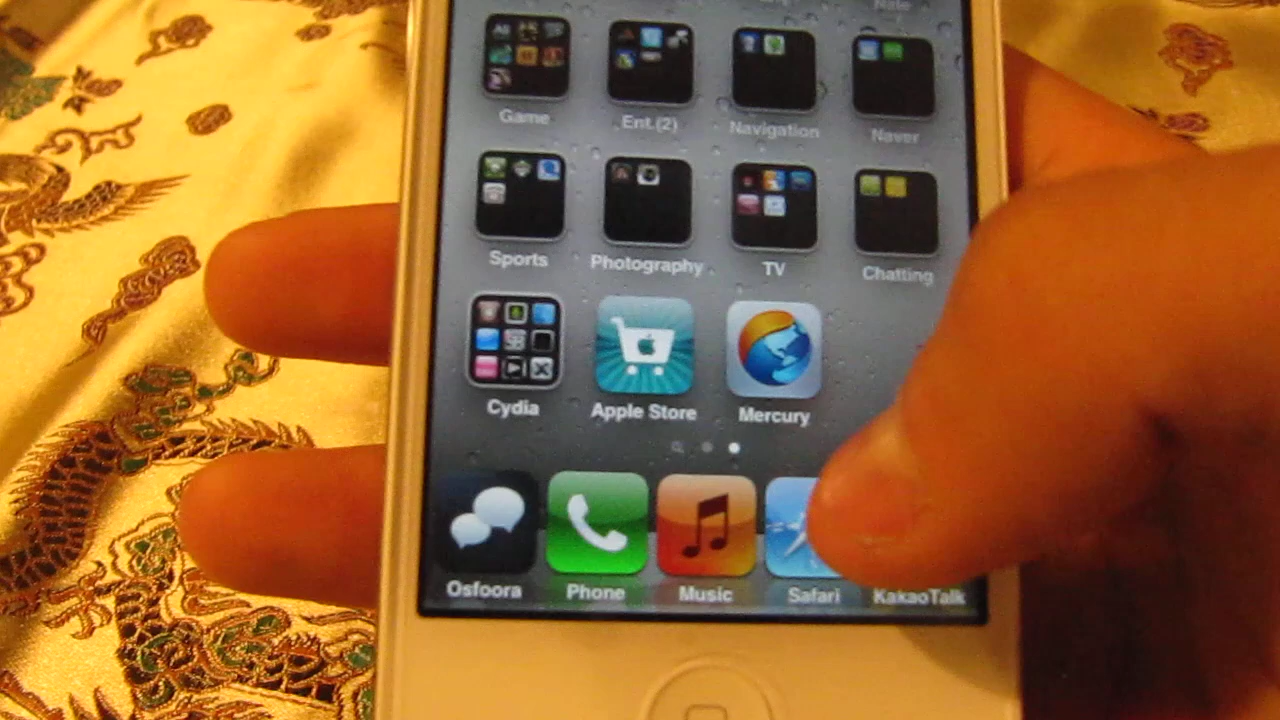 Game
Ent.(2)
Navigation
Naver
Sports
Photography
TV
Chatting
Cydia
Apple Store
Mercury
Osfoora
Phone
Music
Safari
KakaoTalk